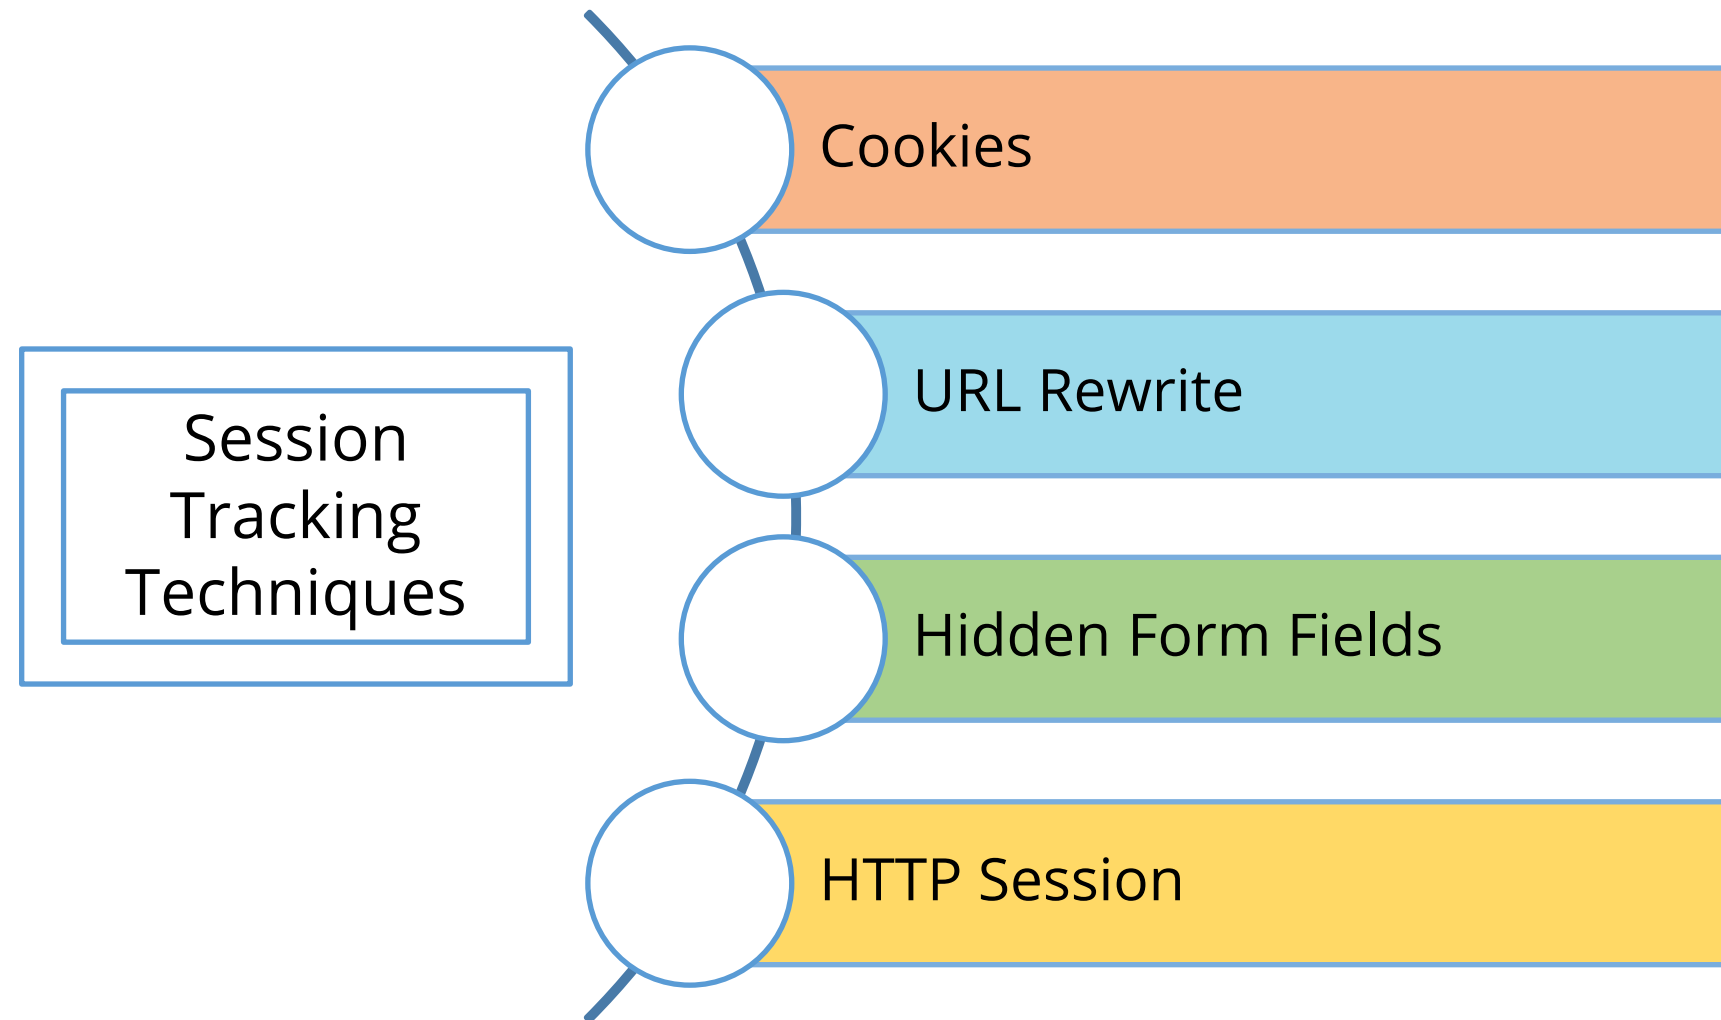 Session
Tracking
Techniques
Cookies
URL Rewrite
Hidden Form Fields
HTTP Session